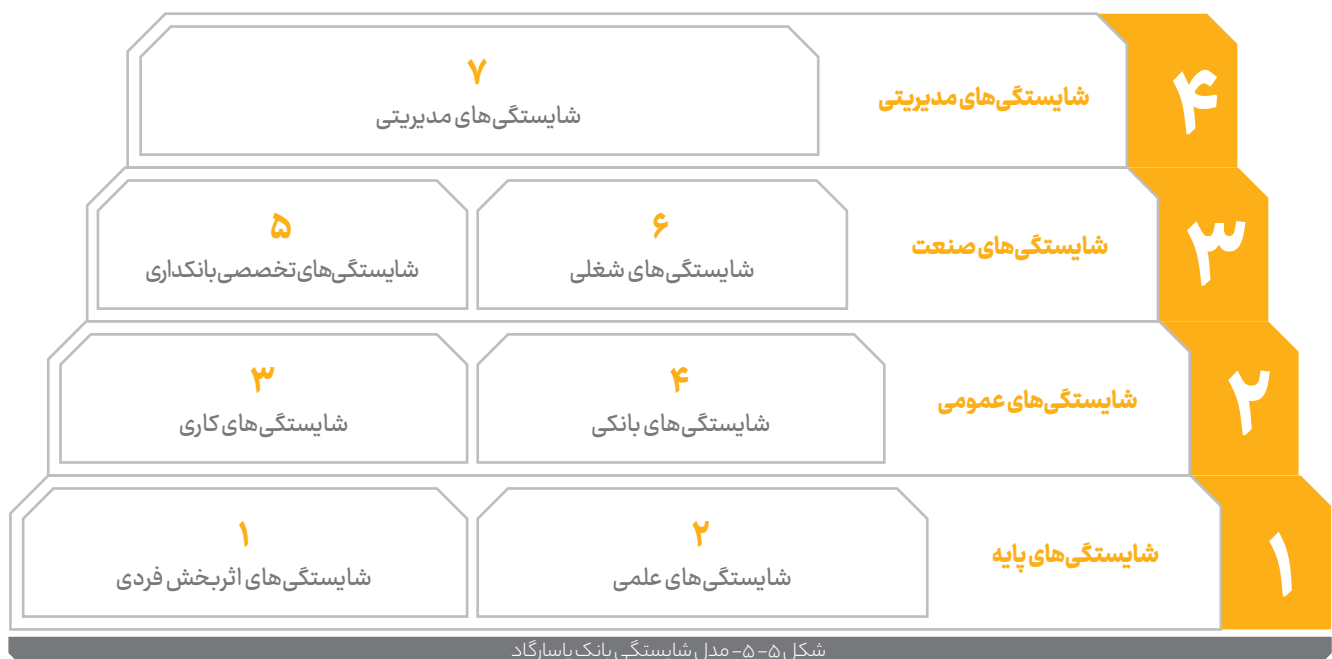 ۴
شایستگی‌های مدیریتی
۷
شایستگی‌های مدیریتی
۳
شایستگی‌های صنعت
۶
شایستگی‌های شغلی
۵
شایستگی‌های تخصصی بانکداری
۲
شایستگی‌های عمومی
۴
شایستگی‌های بانکی
۳
شایستگی‌های کاری
۱
شایستگی‌های پایه
۲
شایستگی‌های علمی
۱
شایستگی‌های اثربخش فردی
شکل ۵-۵- مدل شایستگی بانک پاسارگاد